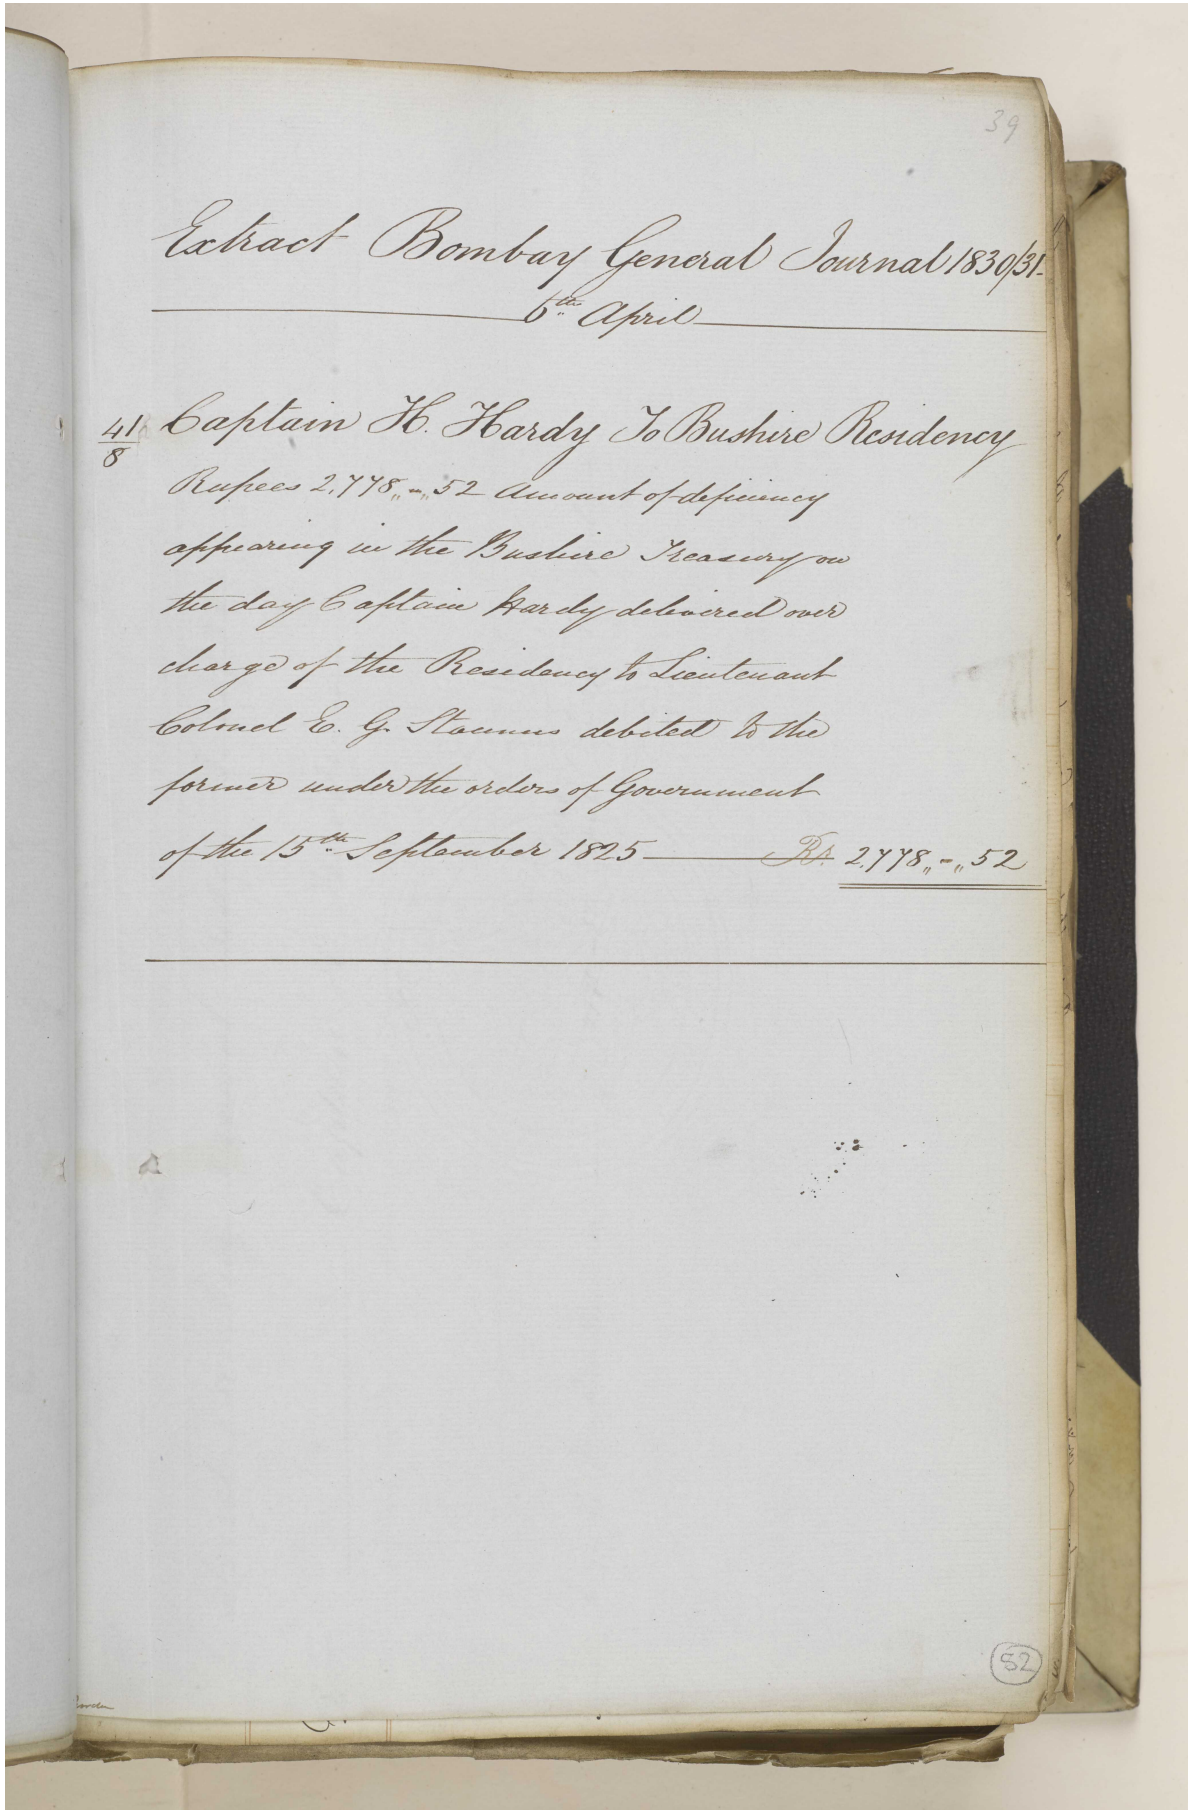 39
Extract Bombay General Journal 1830/31-
6th April
41/8 Captain H. Hardy To Bushire Residency
Rupees 2,778,,-,,52 Amount of deficiency
appearing in the Bushire Treasury on
the day Captain Hardy delivered over
charge of the Residency to Lieutenant
Colonel E. G. Stannus debited to the
former under the orders of Government
of the 15th September 1825 Rs. 2,778,,-,,52
52